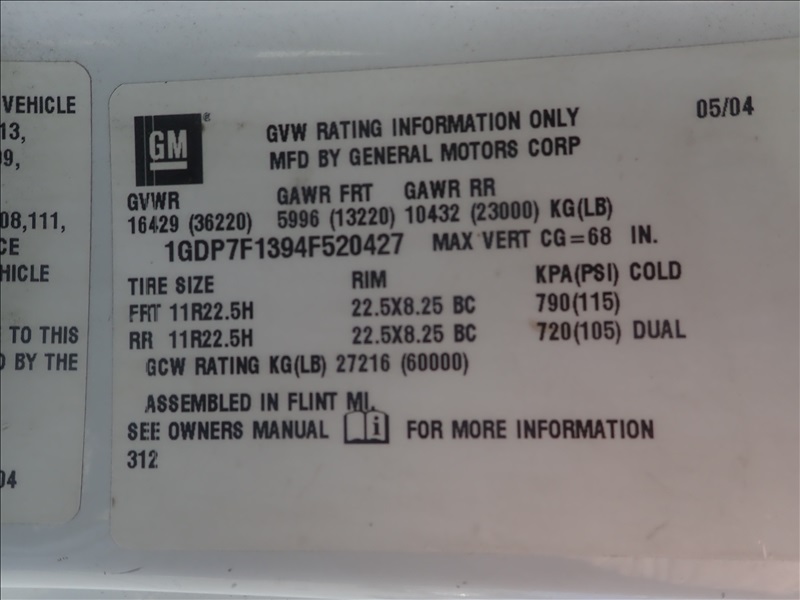 VEHICLE
13,
09,
08,111,
CE
HICLE
TO THIS
D BY THE
04
GM
GVW RATING INFORMATION ONLY 05/04
MFD BY GENERAL MOTORS CORP
GVWR GAWR FRT GAWR RR
16429 (36220) 5996 (13220) 10432 (23000) KG(LB)
1GDP7F1394F520427 MAX VERT CG=68 IN.
TIRE SIZE RIM KPA(PSI) COLD
FRT 11R22.5H 22.5X8.25 BC 790(115)
RR 11R22.5H 22.5X8.25 BC 720(105) DUAL
GCW RATING KG(LB) 27216 (60000)
ASSEMBLED IN FLINT MI.
SEE OWNERS MANUAL i FOR MORE INFORMATION
312